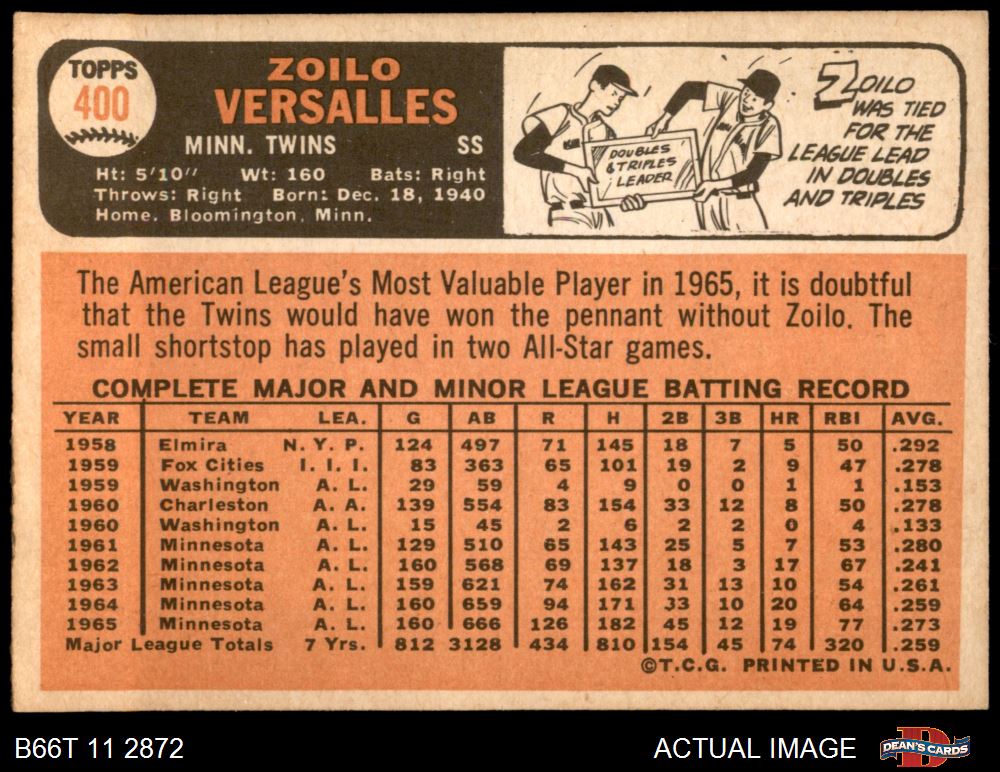 TOPPS
400
ZOILO
VERSALLES
MINN. TWINS SS
Ht: 5'10" Wt: 160 Bats: Right
Throws: Right Born: Dec. 18, 1940
Home. Bloomington, Minn.
DOUBLES
& TRIPLES
LEADER
ZOILO
WAS TIED
FOR THE
LEAGUE LEAD
IN DOUBLES
AND TRIPLES
The American League's Most Valuable Player in 1965, it is doubtful
that the Twins would have won the pennant without Zoilo. The
small shortstop has played in two All-Star games.
COMPLETE MAJOR AND MINOR LEAGUE BATTING RECORD
YEAR TEAM LEA. G AB R H 2B 3B HR RBI AVG.
1958 Elmira N. Y. P. 124 497 71 145 18 7 5 50 .292
1959 Fox Cities I. I. I. 83 363 65 101 19 2 9 47 .278
1959 Washington A. L. 29 59 4 9 0 0 1 1 .153
1960 Charleston A. A. 139 554 83 154 33 12 8 50 .278
1960 Washington A. L. 15 45 2 6 2 2 0 4 .133
1961 Minnesota A. L. 129 510 65 143 25 5 7 53 .280
1962 Minnesota A. L. 160 568 69 137 18 3 17 67 .241
1963 Minnesota A. L. 159 621 74 162 31 13 10 54 .261
1964 Minnesota A. L. 160 659 94 171 33 10 20 64 .259
1965 Minnesota A. L. 160 666 126 182 45 12 19 77 .273
Major League Totals 7 Yrs. 812 3128 434 810 154 45 74 320 .259
©T.C.G. PRINTED IN U.S.A.
B66T 11 2872
ACTUAL IMAGE
D
DEAN'S CARDS